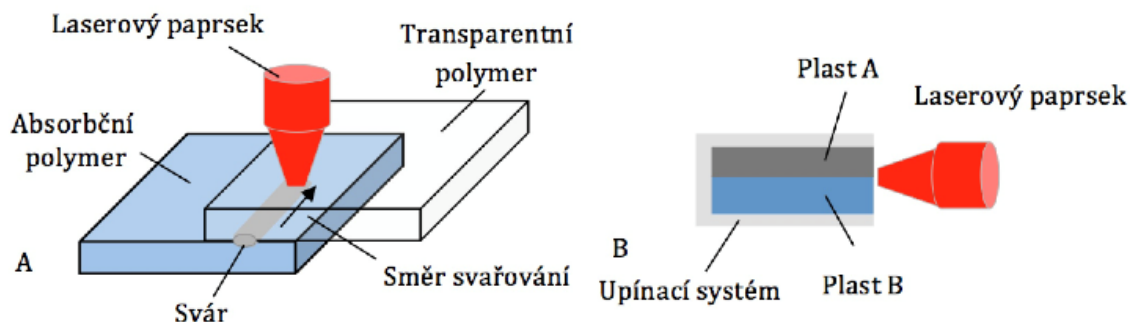 Laserový paprsek
Transparentní
polymer
Absorbční
polymer
A
Svár
Směr svařování
Plast A
Laserový paprsek
B
Upínací systém
Plast B